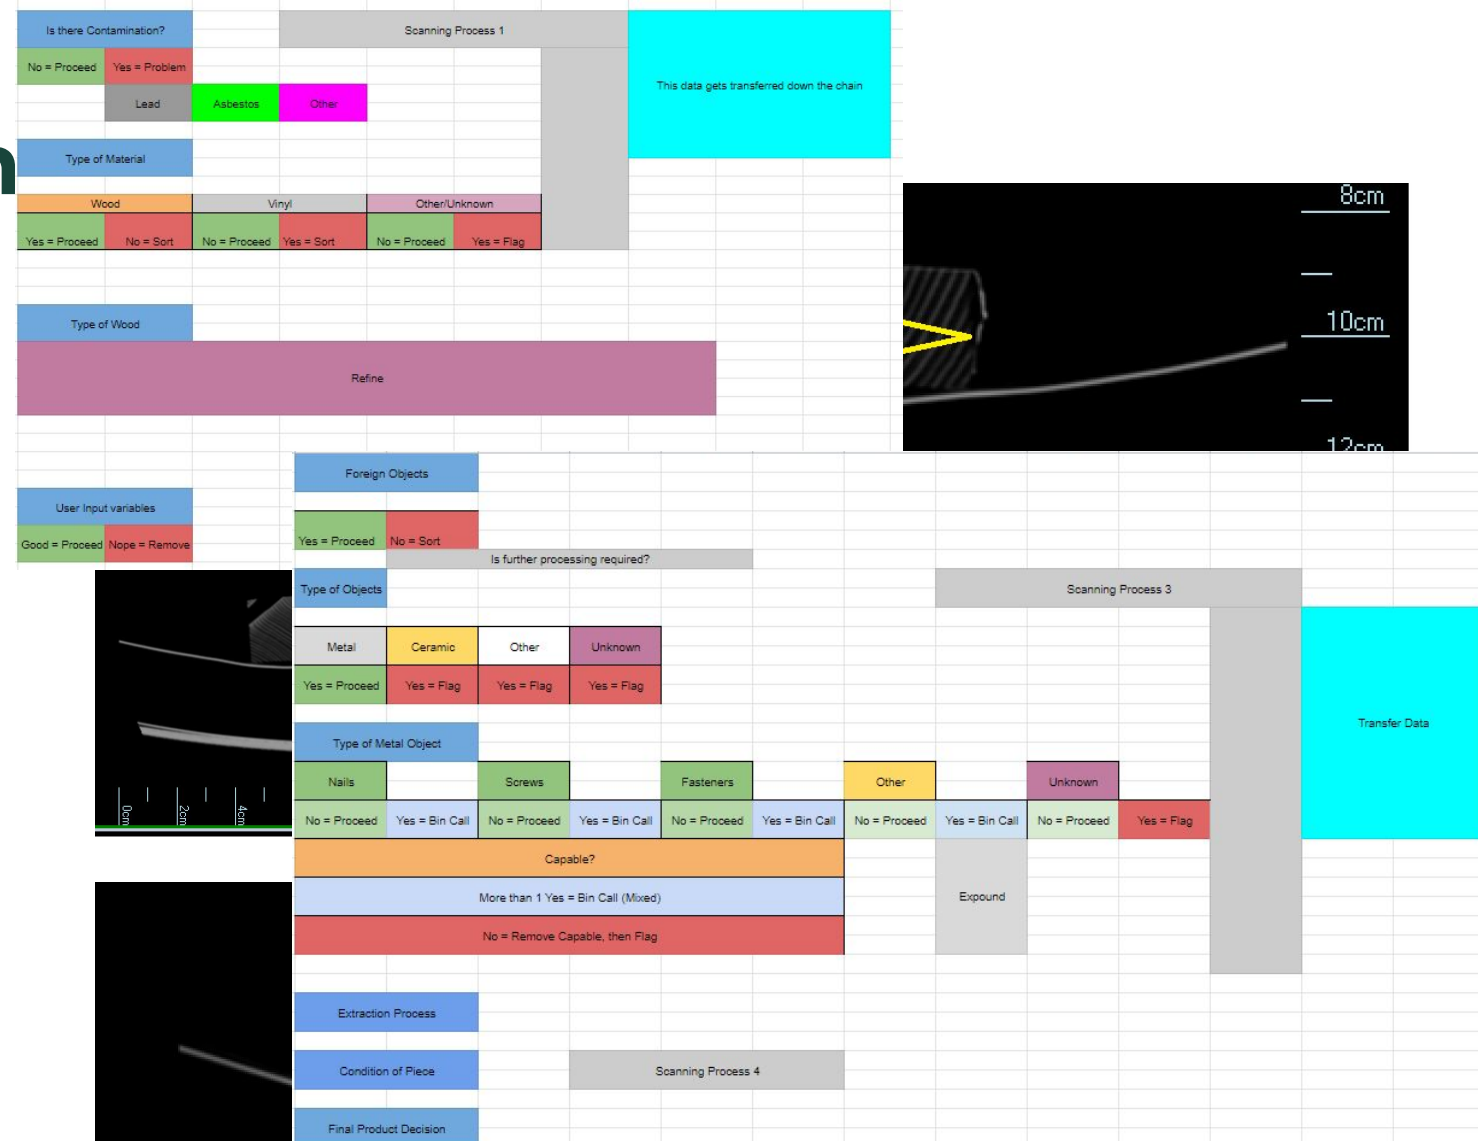 Is there Contamination?
Scanning Process 1
This data gets transferred down the chain
No = Proceed
Yes = Problem
Lead
Asbestos
Other
n
Type of Material
Wood
Vinyl
Other/Unknown
Yes = Proceed
No = Sort
No = Proceed
Yes = Sort
No = Proceed
Yes = Flag
8cm
10cm
12cm
Type of Wood
Refine
User Input variables
Good = Proceed
Nope = Remove
Foreign Objects
Yes = Proceed
No = Sort
Is further processing required?
Type of Objects
Scanning Process 3
Metal
Ceramic
Other
Unknown
Yes = Proceed
Yes = Flag
Yes = Flag
Yes = Flag
Transfer Data
Type of Metal Object
Nails
Screws
Fasteners
Other
Unknown
No = Proceed
Yes = Bin Call
No = Proceed
Yes = Bin Call
No = Proceed
Yes = Bin Call
No = Proceed
Yes = Bin Call
No = Proceed
Yes = Flag
Capable?
More than 1 Yes = Bin Call (Mixed)
No = Remove Capable, then Flag
Expound
0cm
2cm
4cm
Extraction Process
Condition of Piece
Scanning Process 4
Final Product Decision